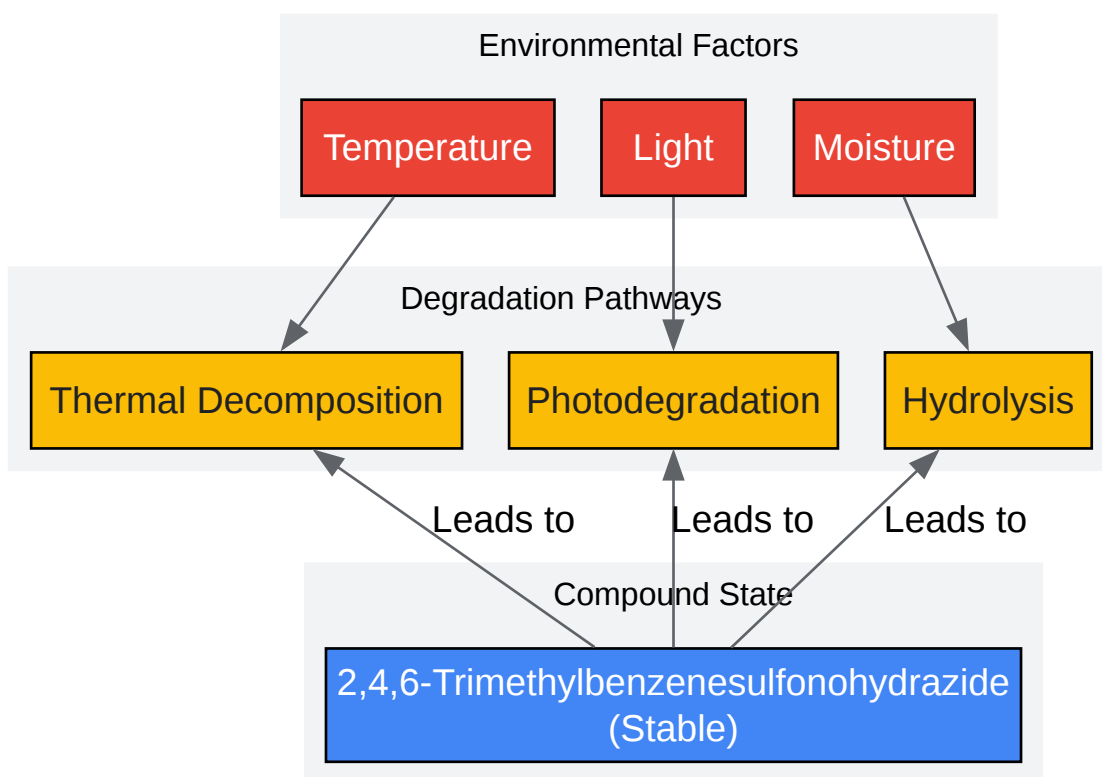 Environmental Factors
Temperature
Light
Moisture
Degradation Pathways
Thermal Decomposition
Photodegradation
Hydrolysis
Leads to
Leads to
Leads to
Compound State
2,4,6-Trimethylbenzenesulfonohydrazide
(Stable)